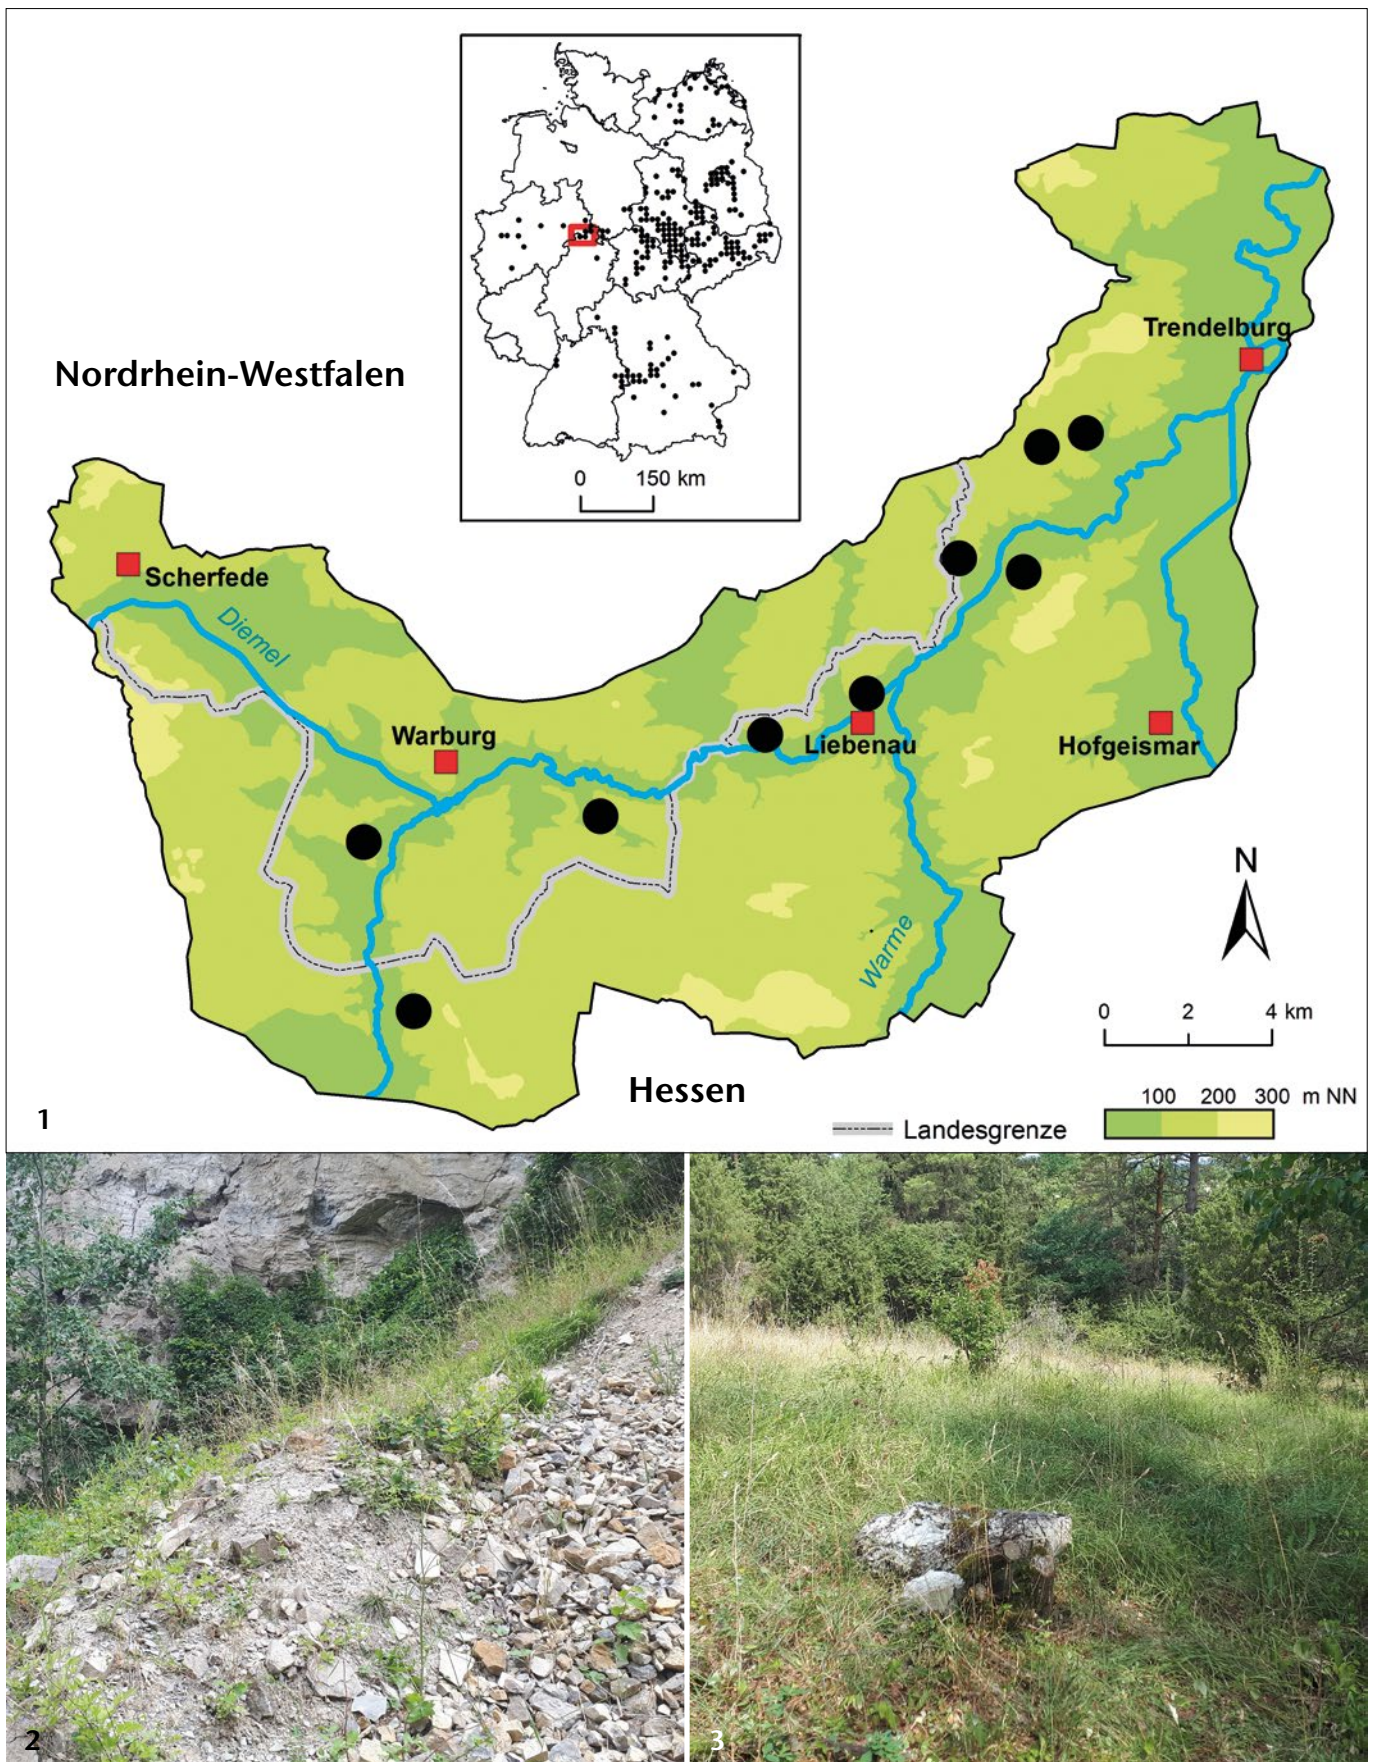 0 150 km
Nordrhein-Westfalen
Trendelburg
Scherfede
Diemel
Warburg
Liebenau
Hofgeismar
N
Warme
0 2 4 km
Hessen
100 200 300 m NN
Landesgrenze
1
2
3